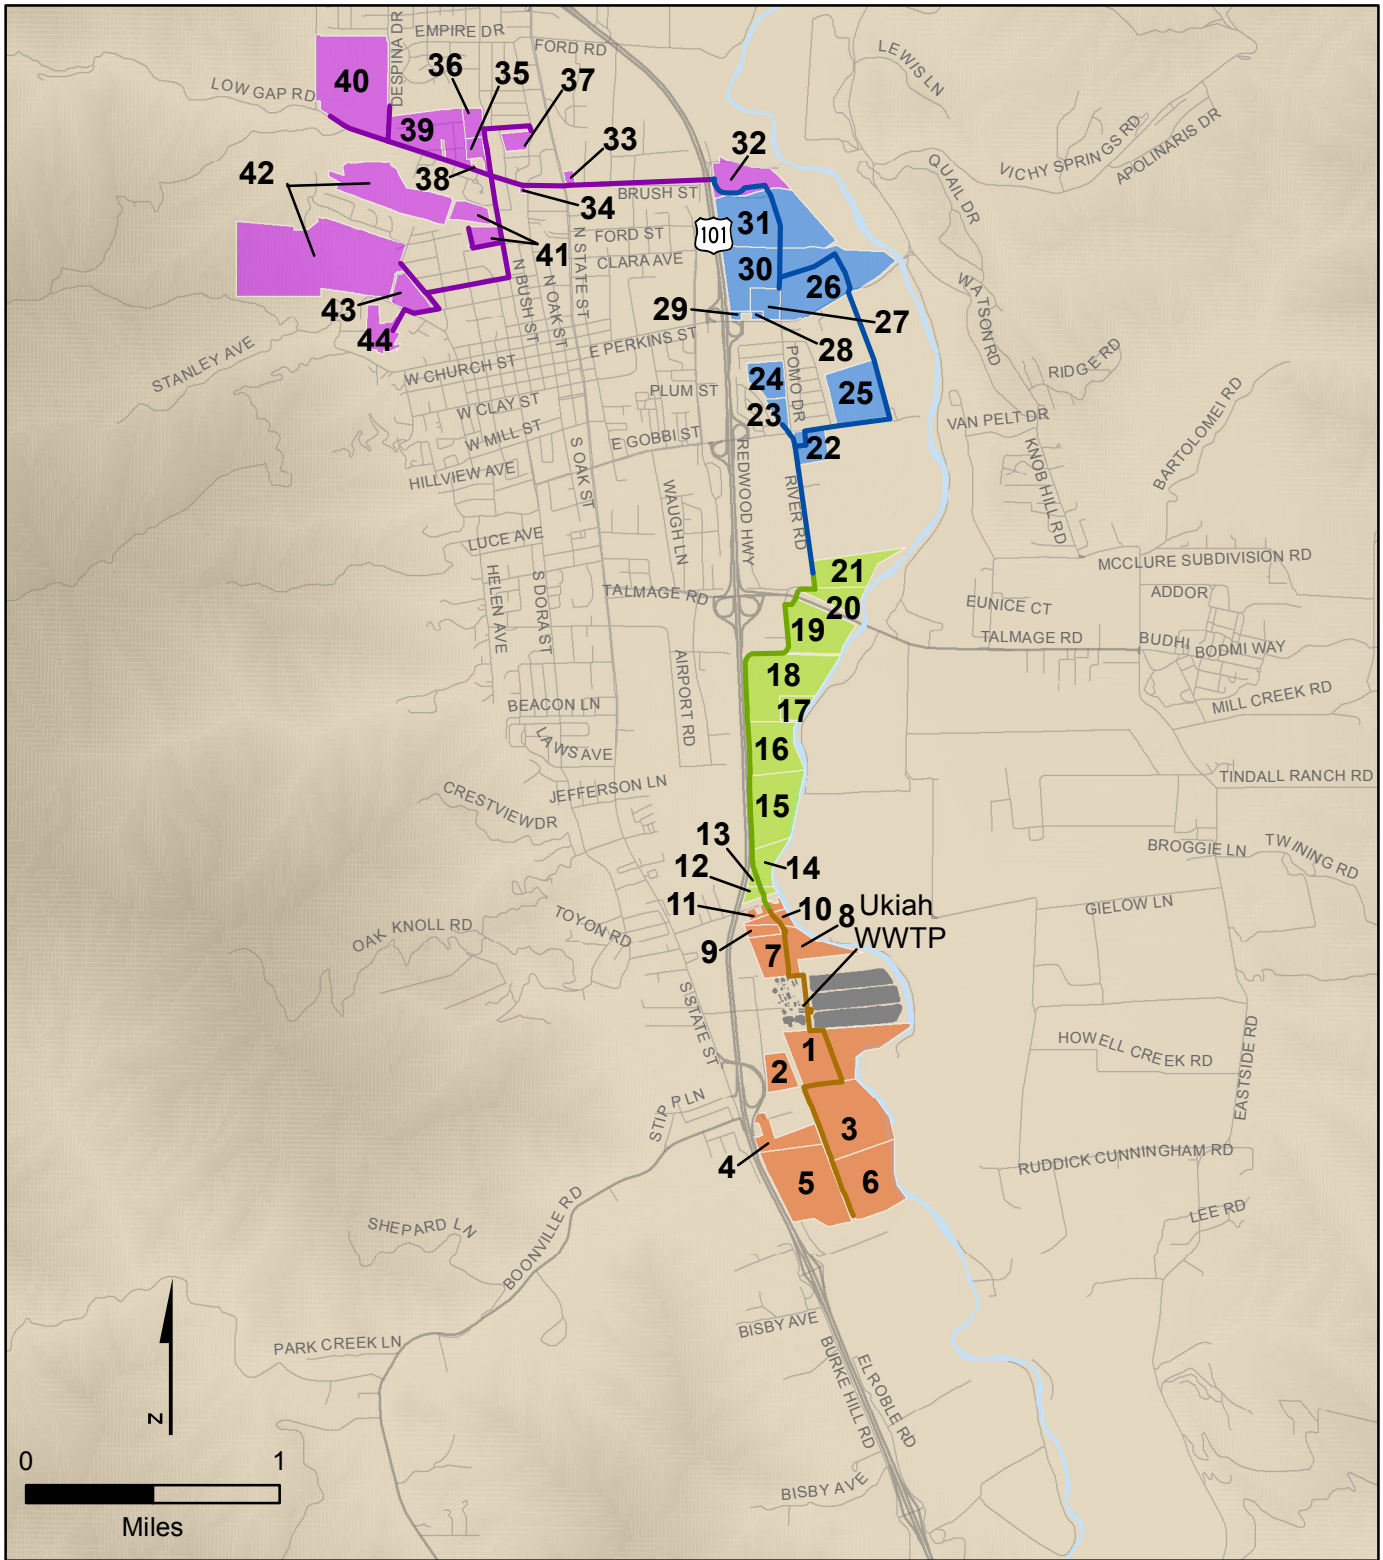 EMPIRE DR
DESPINA DR
FORD RD
LEWIS LN
36
35
37
40
LOW GAP RD
39
33
32
VICHY SPRINGS RD
APOLINARIS DR
42
38
34
BRUSH ST
QUAIL DR
31
101
FORD ST
41
CLARA AVE
N STATE ST
N BUSH ST
N OAK ST
30
26
WATSON RD
43
29
27
44
28
E PERKINS ST
STANLEY AVE
W CHURCH ST
POMO DR
RIDGE RD
PLUM ST
24
25
W CLAY ST
23
VAN PELT DR
BARTOLOMEI RD
W MILL ST
E GOBBI ST
22
HILLVIEW AVE
S OAK ST
REDWOOD HWY
KNOB HILL RD
WAUGH LN
RIVER RD
LUCE AVE
MCCLURE SUBDIVISION RD
21
HELEN AVE
S DORA ST
TALMAGE RD
20
EUNICE CT
ADDOR
19
TALMAGE RD
BUDHI
BODMI WAY
18
AIRPORT RD
MILL CREEK RD
17
BEACON LN
LAWS AVE
16
TINDALL RANCH RD
JEFFERSON LN
CRESTVIEW DR
15
13
BROGGIE LN
TWINING RD
12
14
11
10
8
Ukiah
WWTP
GIELOW LN
OAK KNOLL RD
TOYON RD
9
7
S STATE ST
1
HOWELL CREEK RD
EASTSIDE RD
2
STIPP LN
3
4
RUDDICK CUNNINGHAM RD
5
6
LEE RD
SHEPARD LN
BOONVILLE RD
BISBY AVE
PARK CREEK LN
BURKE HILL RD
EL ROBLE RD
N
0
1
BISBY AVE
Miles